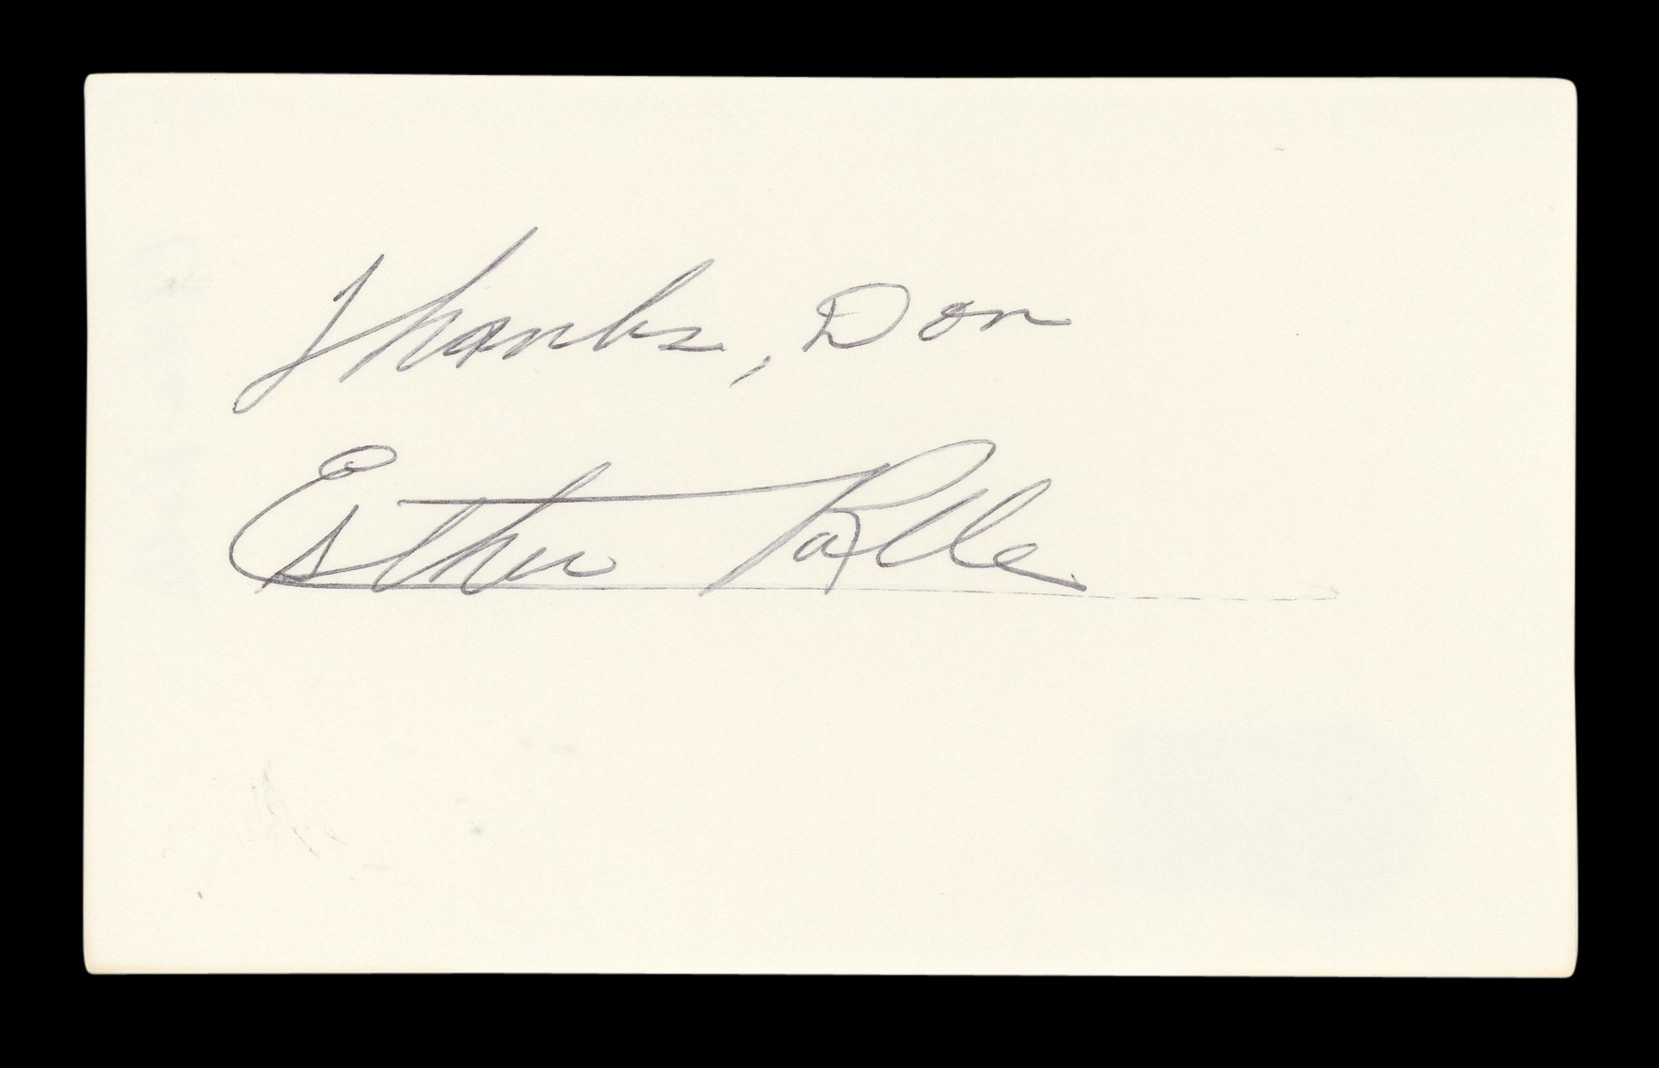 Thanks, Don
Esther Rolle